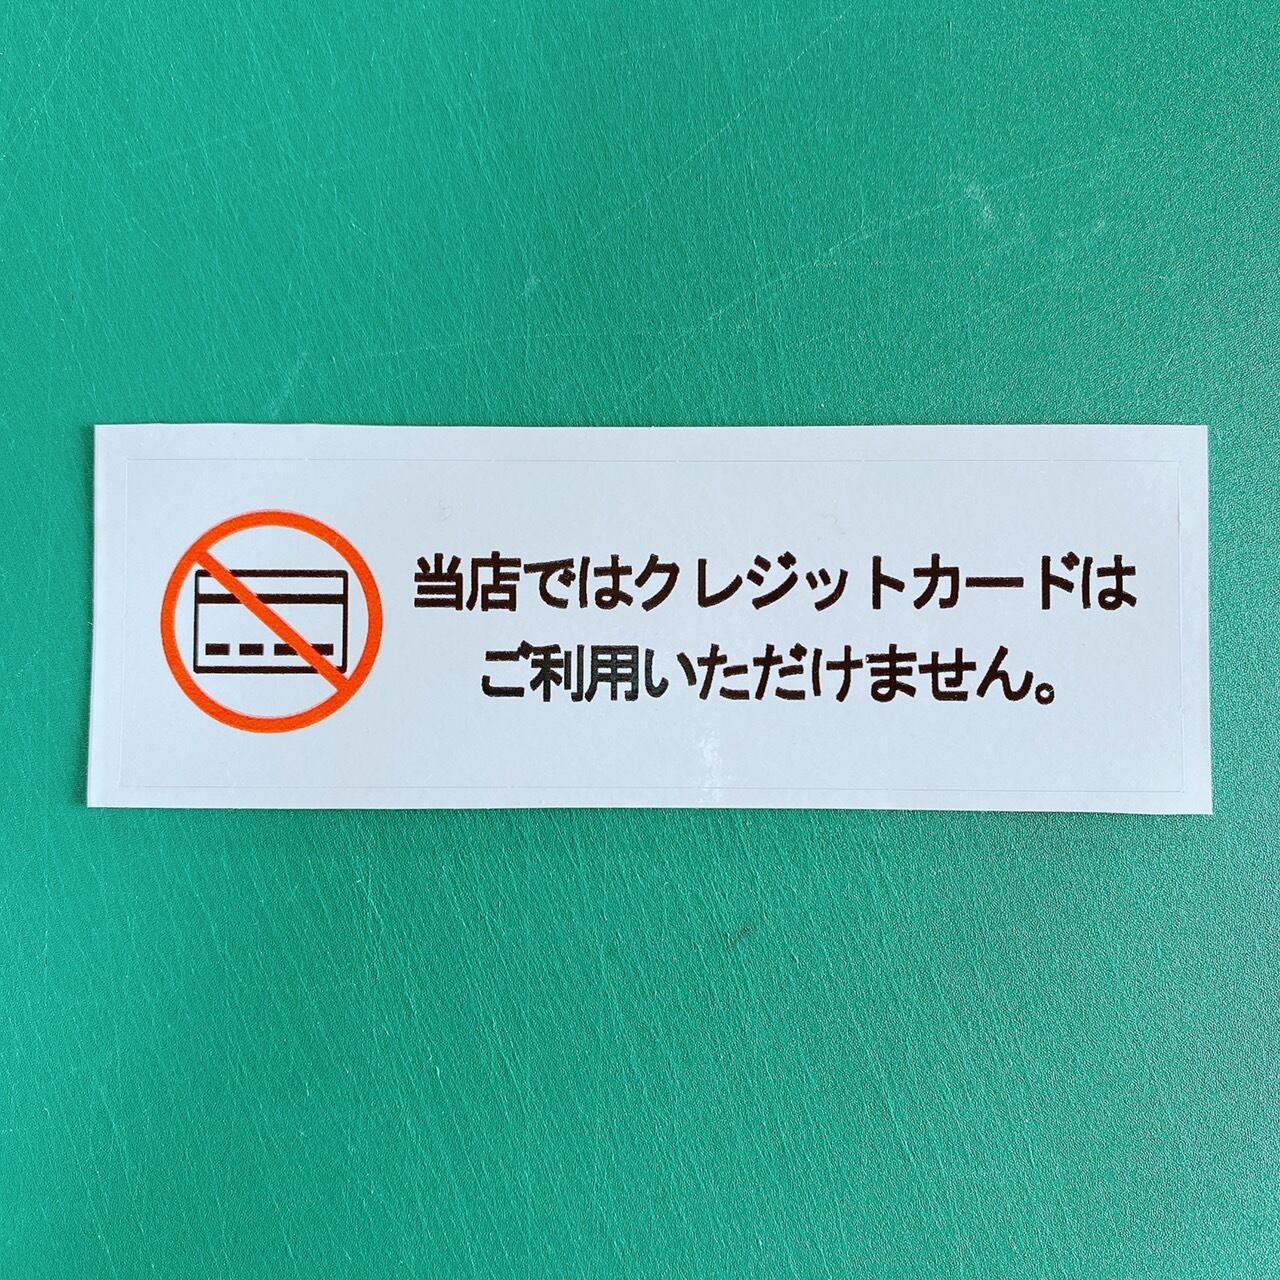 当店ではクレジットカードは
ご利用いただけません。